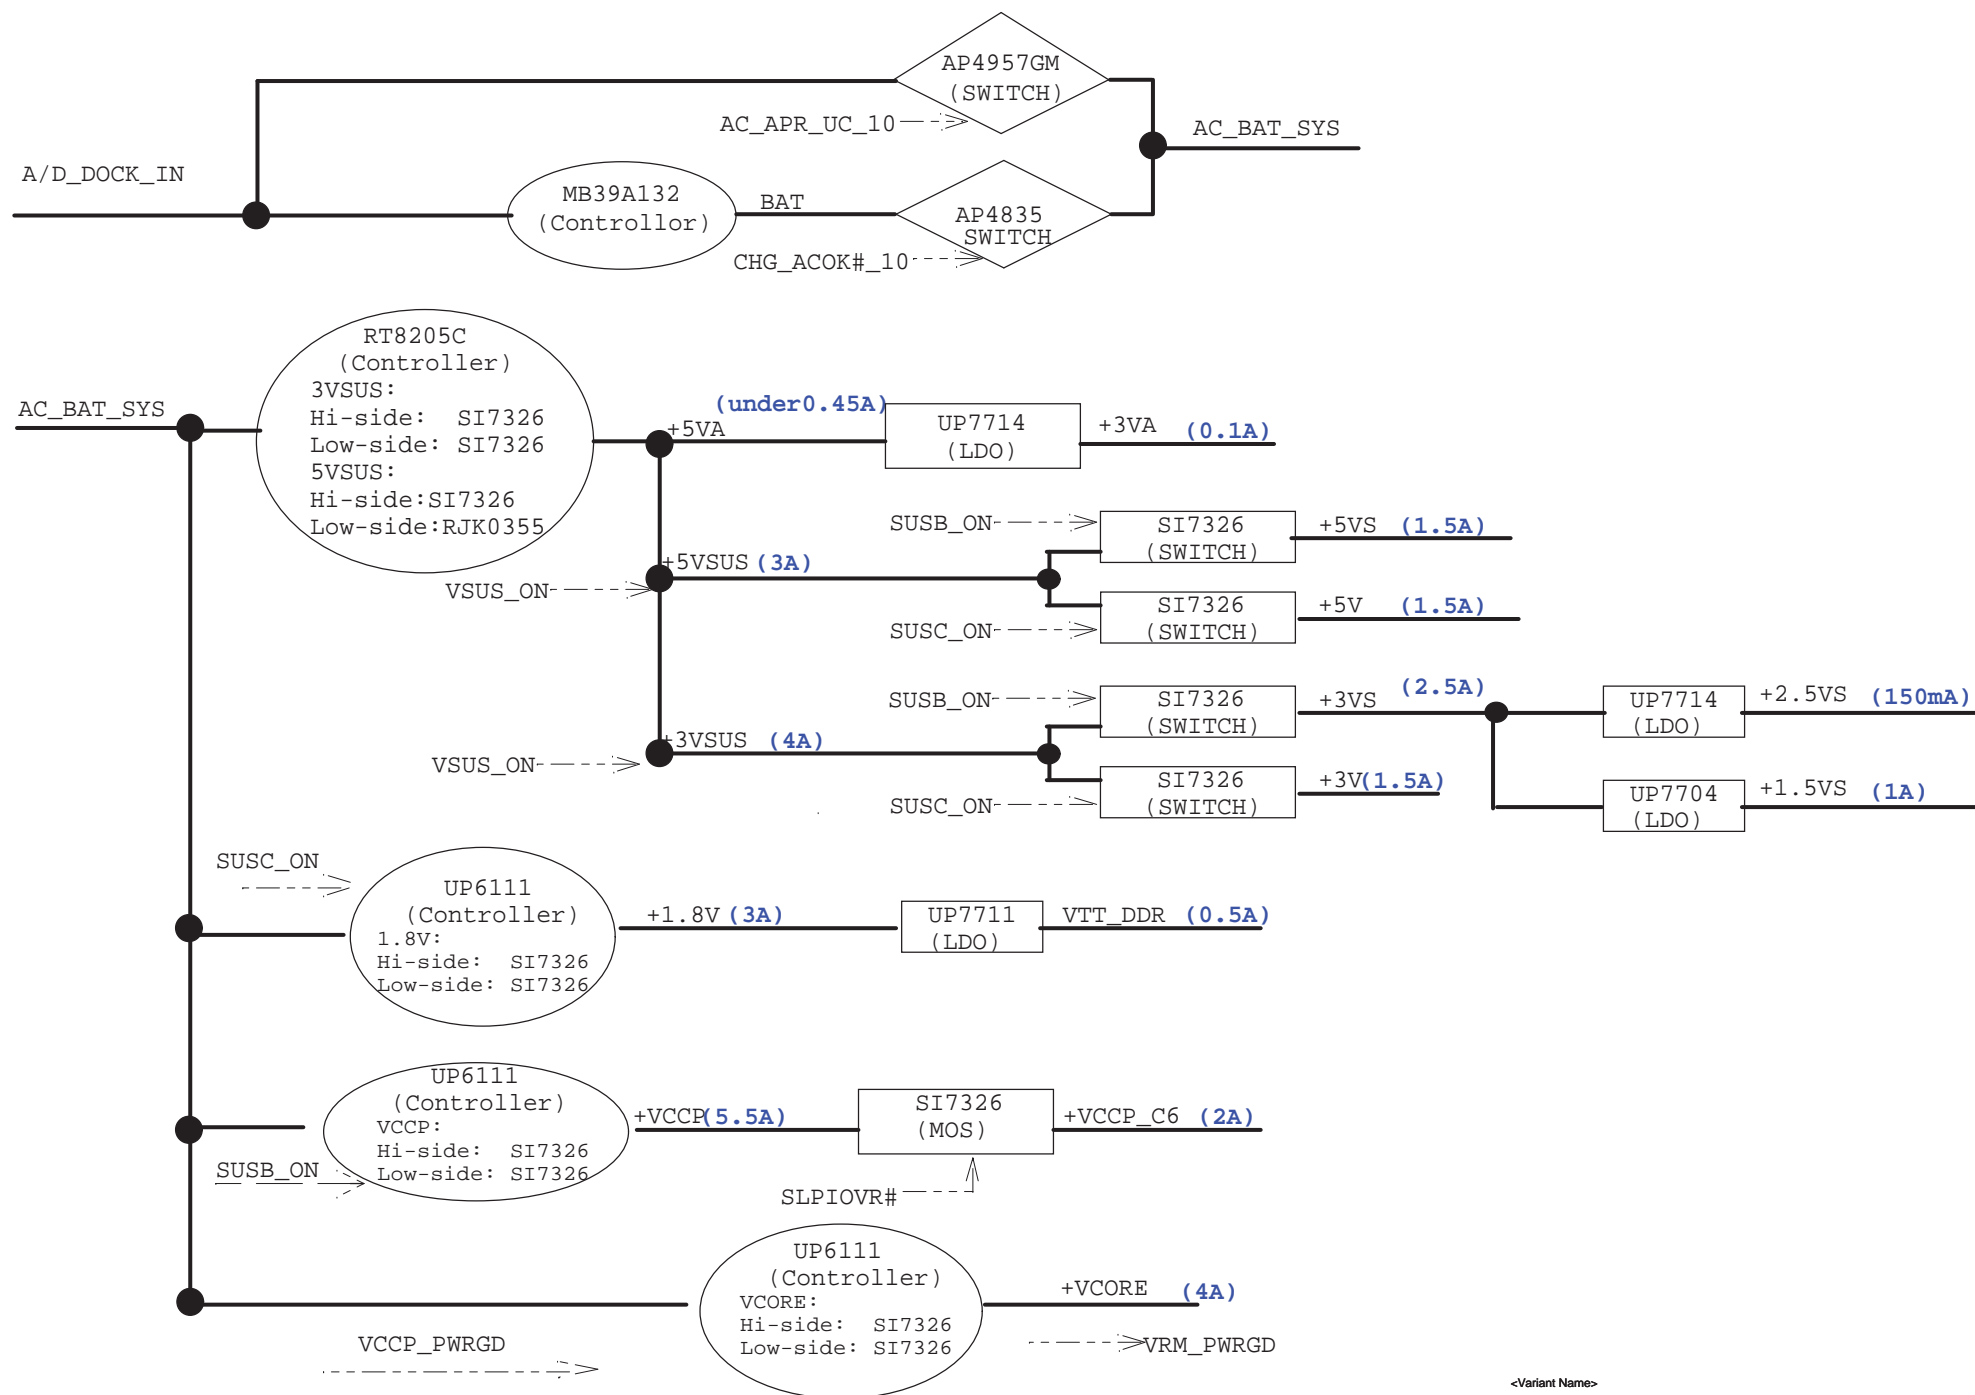 AP4957GM
(SWITCH)
AC_APR_UC_10
AC_BAT_SYS
A/D_DOCK_IN
MB39A132
(Controllor)
BAT
AP4835
SWITCH
CHG_ACOK#_10
RT8205C
(Controller)
3VSUS:
Hi-side: SI7326
Low-side: SI7326
5VSUS:
Hi-side:SI7326
Low-side:RJK0355
AC_BAT_SYS
(under0.45A)
+5VA
UP7714
(LDO)
+3VA (0.1A)
SUSB_ON
SI7326
(SWITCH)
+5VS (1.5A)
+5VSUS (3A)
VSUS_ON
SI7326
(SWITCH)
+5V (1.5A)
SUSC_ON
SUSB_ON
SI7326
(SWITCH)
+3VS (2.5A)
UP7714
(LDO)
+2.5VS (150mA)
+3VSUS (4A)
VSUS_ON
SI7326
(SWITCH)
+3V(1.5A)
SUSC_ON
UP7704
(LDO)
+1.5VS (1A)
SUSC_ON
UP6111
(Controller)
1.8V:
Hi-side: SI7326
Low-side: SI7326
+1.8V (3A)
UP7711
(LDO)
VTT_DDR (0.5A)
UP6111
(Controller)
VCCP:
Hi-side: SI7326
Low-side: SI7326
SUSB_ON
+VCCP(5.5A)
SI7326
(MOS)
+VCCP_C6 (2A)
SLPIOVR#
UP6111
(Controller)
VCORE:
Hi-side: SI7326
Low-side: SI7326
+VCORE (4A)
VCCP_PWRGD
VRM_PWRGD
<Variant Name>